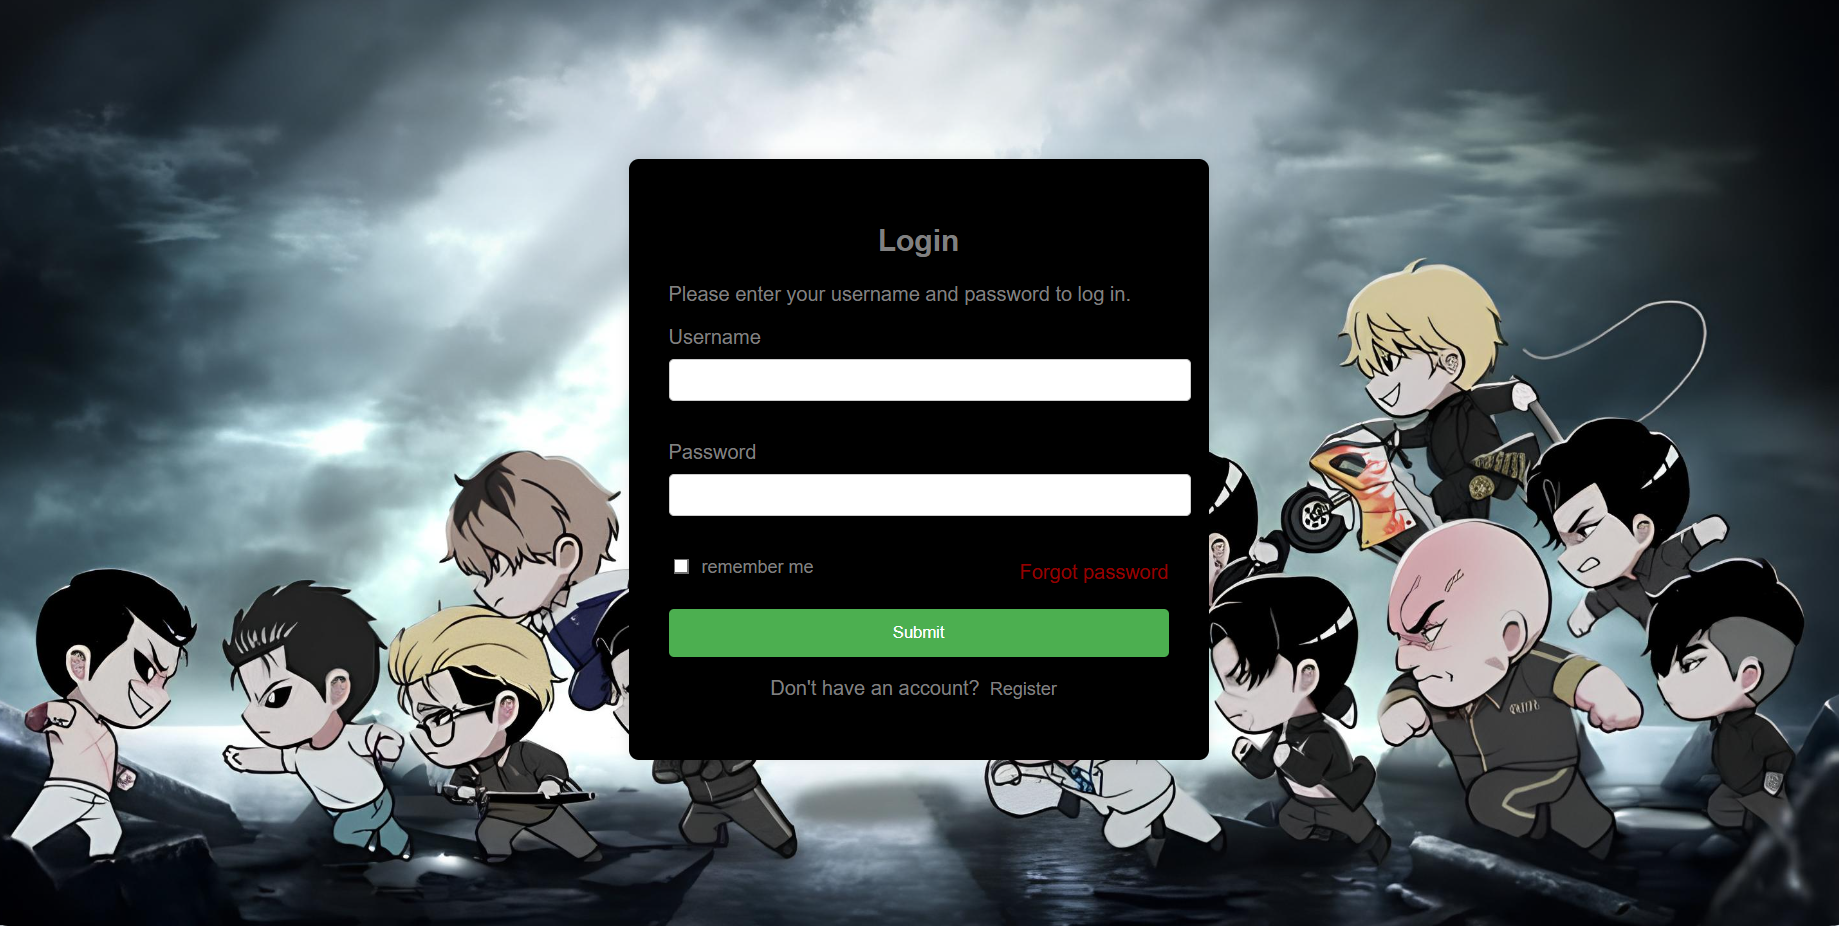 Login
Please enter your username and password to log in.
Username
Password
remember me
Forgot password
Submit
Don't have an account? Register